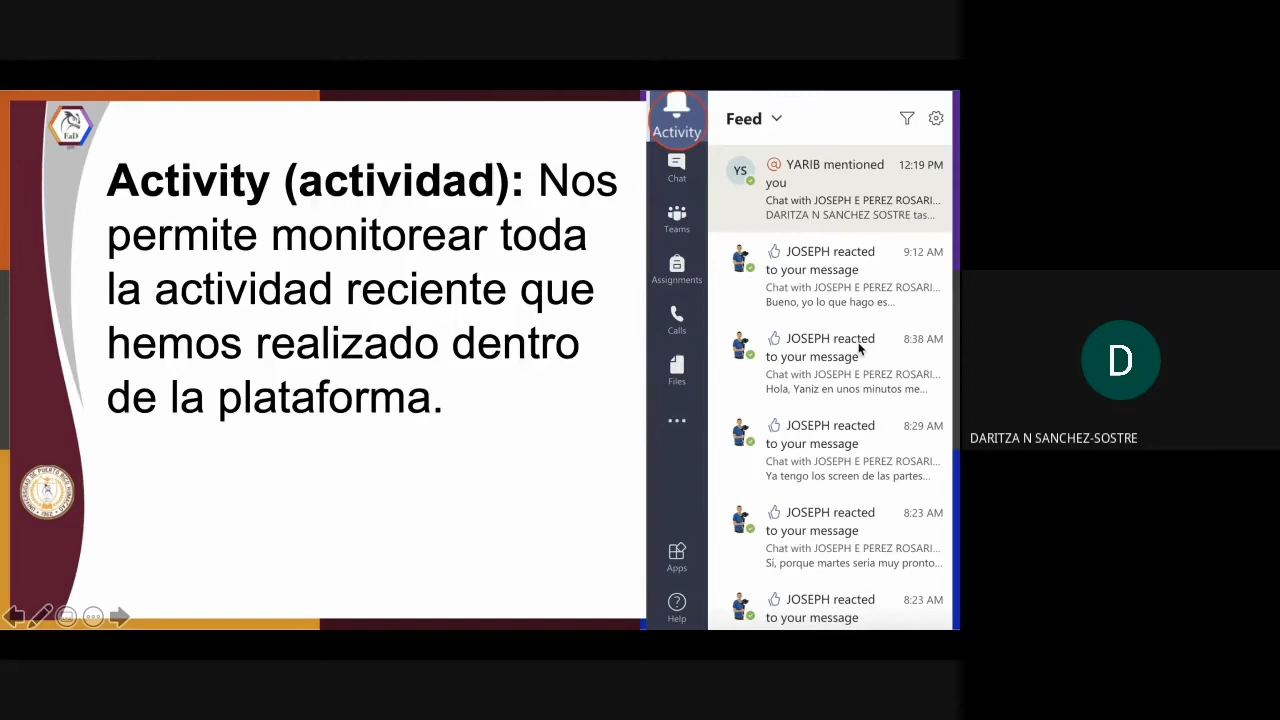 EaD
Activity (actividad): Nos
permite monitorear toda
la actividad reciente que
hemos realizado dentro
de la plataforma.
Activity
Chat
Teams
Assignments
Calls
Files
Apps
Help
Feed
YS
YARIB mentioned 12:19 PM
you
Chat with JOSEPH E PEREZ ROSARI...
DARITZA N SANCHEZ SOSTRE tas...
JOSEPH reacted 9:12 AM
to your message
Chat with JOSEPH E PEREZ ROSARI...
Bueno, yo lo que hago es...
JOSEPH reacted 8:38 AM
to your message
Chat with JOSEPH E PEREZ ROSARI...
Hola, Yaniz en unos minutos me...
JOSEPH reacted 8:29 AM
to your message
Chat with JOSEPH E PEREZ ROSARI...
Ya tengo los screen de las partes...
JOSEPH reacted 8:23 AM
to your message
Chat with JOSEPH E PEREZ ROSARI...
Sí, porque martes sería muy pronto...
JOSEPH reacted 8:23 AM
to your message
D
DARITZA N SANCHEZ-SOSTRE